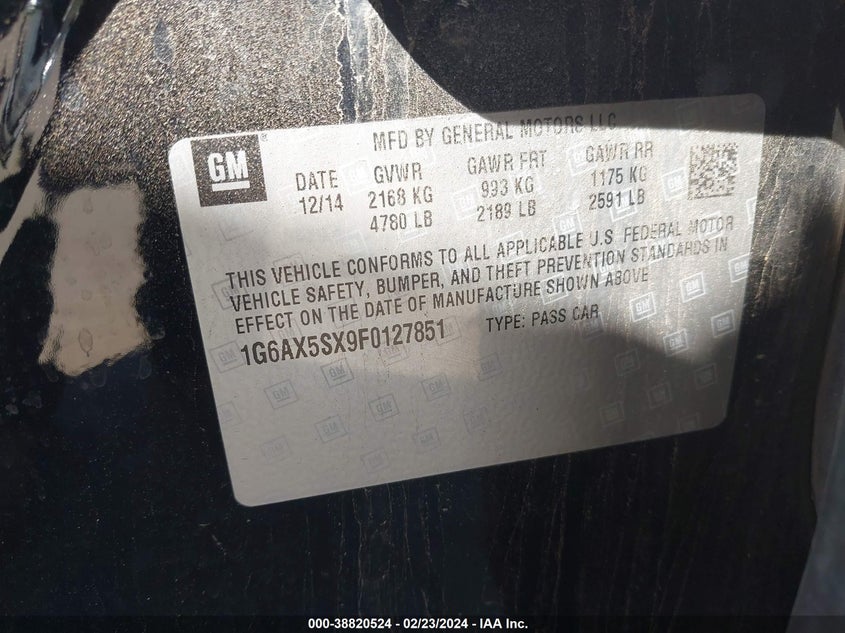 GM
MFD BY GENERAL MOTORS LLC
DATE GVWR GAWR FRT GAWR RR
12/14 2168 KG 993 KG 1175 KG
4780 LB 2189 LB 2591 LB
THIS VEHICLE CONFORMS TO ALL APPLICABLE U.S. FEDERAL MOTOR
VEHICLE SAFETY, BUMPER, AND THEFT PREVENTION STANDARDS IN
EFFECT ON THE DATE OF MANUFACTURE SHOWN ABOVE
1G6AX5SX9F0127851 TYPE: PASS CAR
000-38820524 - 02/23/2024 - IAA Inc.